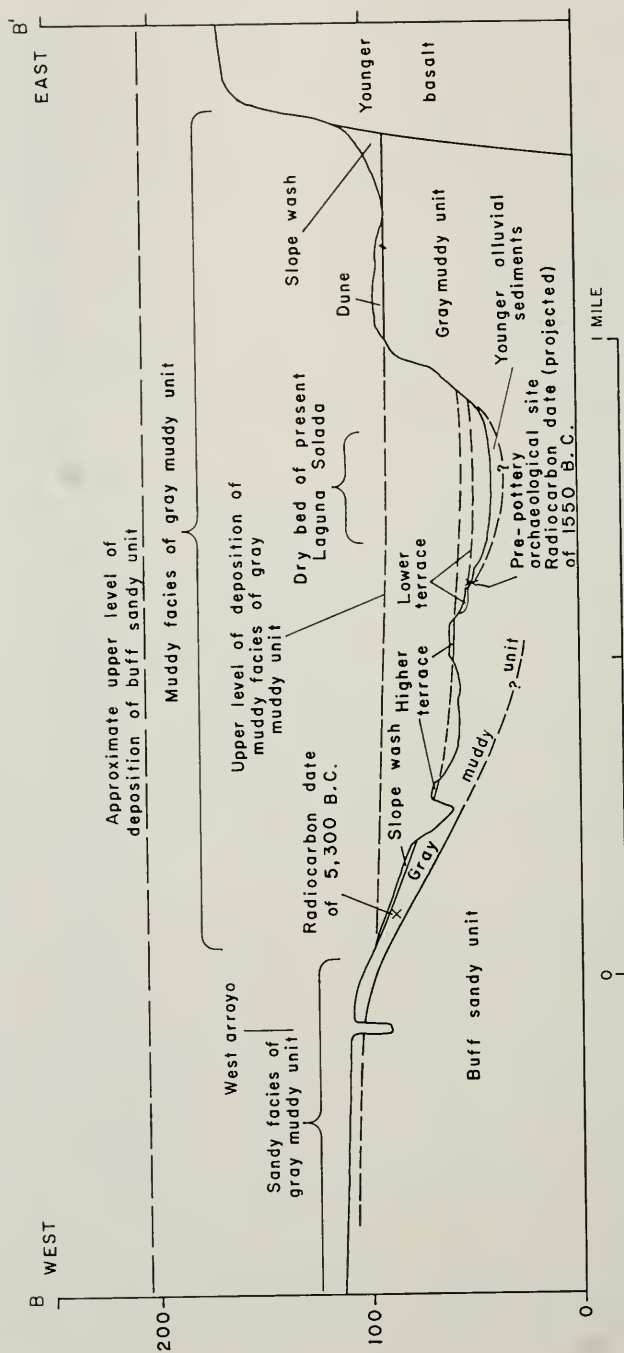 B
WEST
EAST
B'
200-
100-
0
Approximate upper level of
deposition of buff sandy unit
Muddy facies of gray muddy unit
Sandy facies of
gray muddy unit
West arroyo
Upper level of deposition of
muddy facies of gray
muddy unit
Radiocarbon date
of 5,300 B.C.
Slope wash
Higher
terrace
Lower
terrace
Dry bed of present
Laguna Salada
Dune
Slope wash
Younger
basalt
Gray muddy unit
Younger alluvial
sediments
?
Pre-pottery
archaeological site
Radiocarbon date (projected)
of 1550 B.C.
Gray muddy ? unit
Buff sandy unit
0
1 MILE